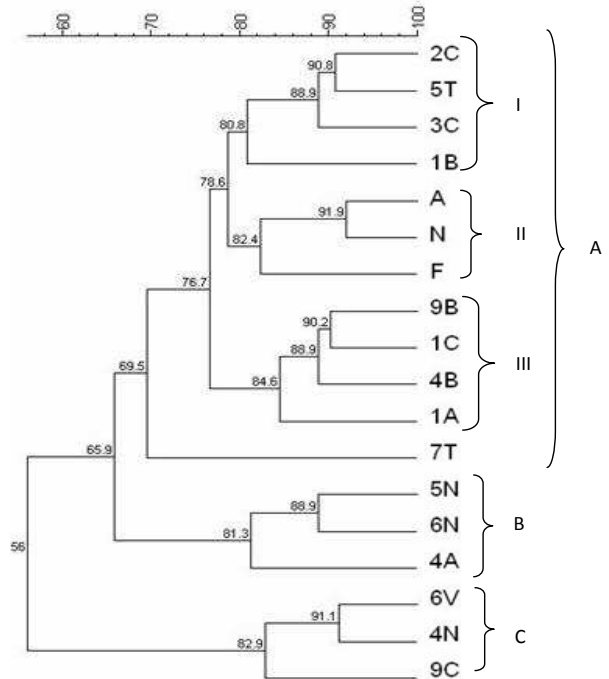 60 70 80 90 100
2C
90.8
5T
88.9
I
3C
80.8
1B
78.6
A
91.9
N
II
82.4
A
F
76.7
9B
90.2
1C
88.9
III
4B
84.6
1A
69.5
7T
65.9
5N
88.9
6N
B
81.3
4A
56
6V
91.1
4N
C
82.9
9C